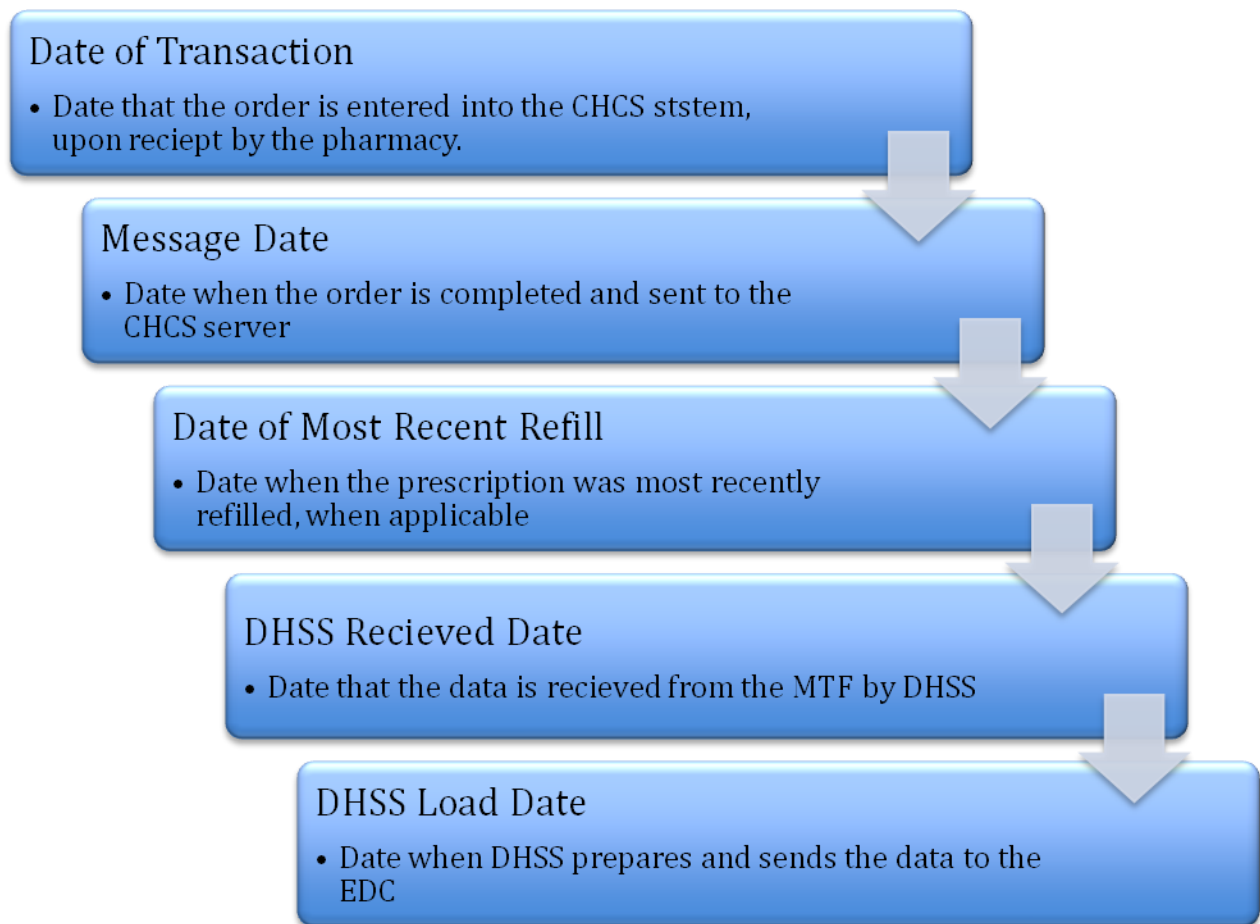 Date of Transaction
• Date that the order is entered into the CHCS ststem,
upon reciept by the pharmacy.
Message Date
• Date when the order is completed and sent to the
CHCS server
Date of Most Recent Refill
• Date when the prescription was most recently
refilled, when applicable
DHSS Recieved Date
• Date that the data is recieved from the MTF by DHSS
DHSS Load Date
• Date when DHSS prepares and sends the data to the
EDC